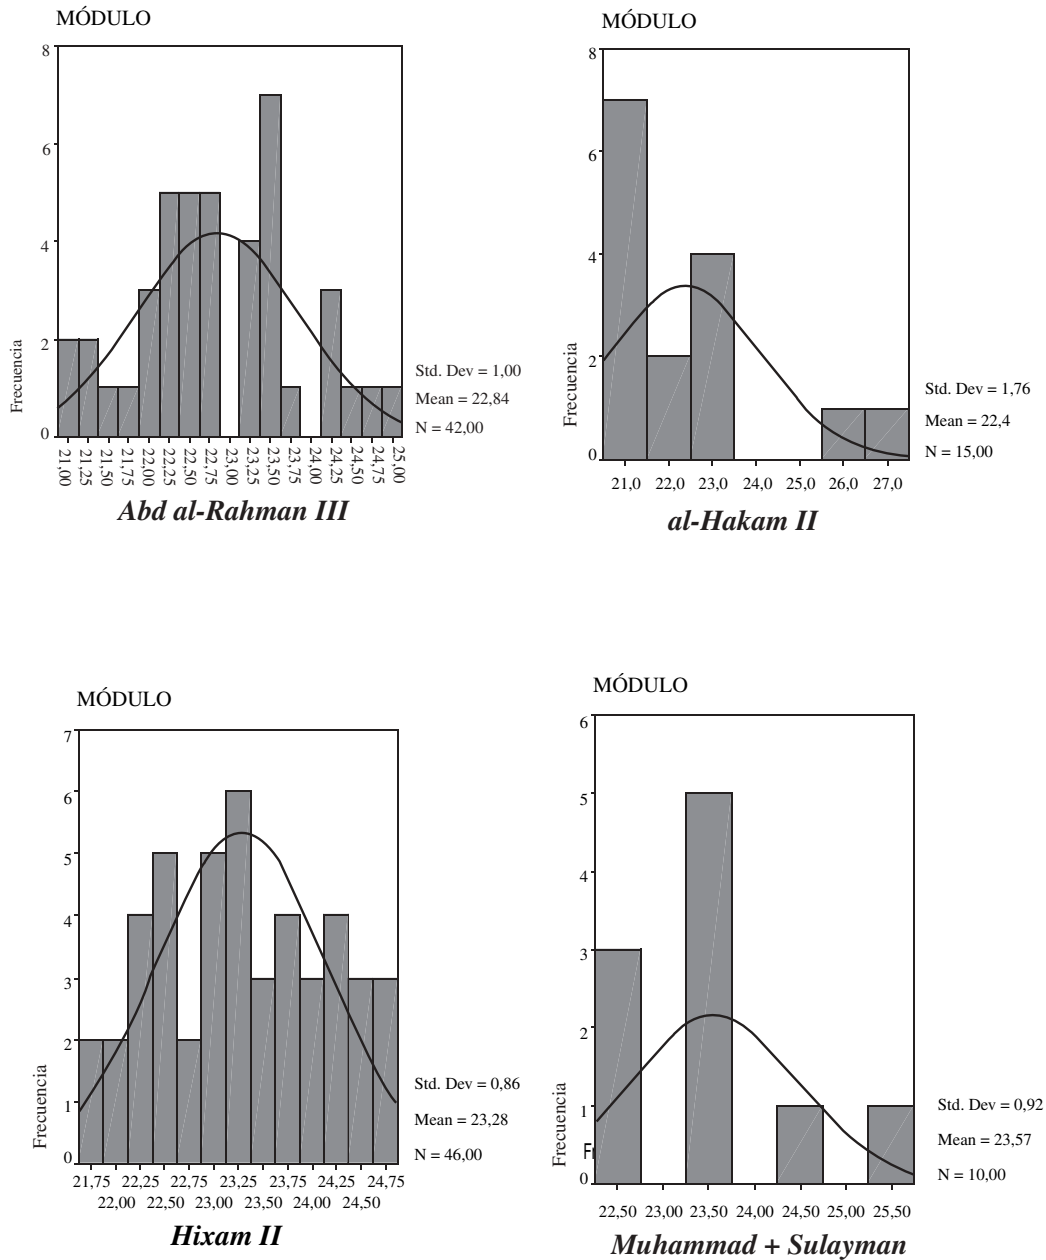 MÓDULO
8
6
4
2
0
Frecuencia
21,00 21,25 21,50 21,75 22,00 22,25 22,50 22,75 23,00 23,25 23,50 23,75 24,00 24,25 24,50 24,75 25,00
Std. Dev = 1,00
Mean = 22,84
N = 42,00
Abd al-Rahman III
MÓDULO
8
6
4
2
0
Frecuencia
21,0 22,0 23,0 24,0 25,0 26,0 27,0
Std. Dev = 1,76
Mean = 22,4
N = 15,00
al-Hakam II
MÓDULO
7
6
5
4
3
2
1
0
Frecuencia
21,75 22,25 22,75 23,25 23,75 24,25 24,75
22,00 22,50 23,00 23,50 24,00 24,50
Std. Dev = 0,86
Mean = 23,28
N = 46,00
Hixam II
MÓDULO
6
5
4
3
2
1
0
Frecuencia
Fr
22,50 23,00 23,50 24,00 24,50 25,00 25,50
Std. Dev = 0,92
Mean = 23,57
N = 10,00
Muhammad + Sulayman